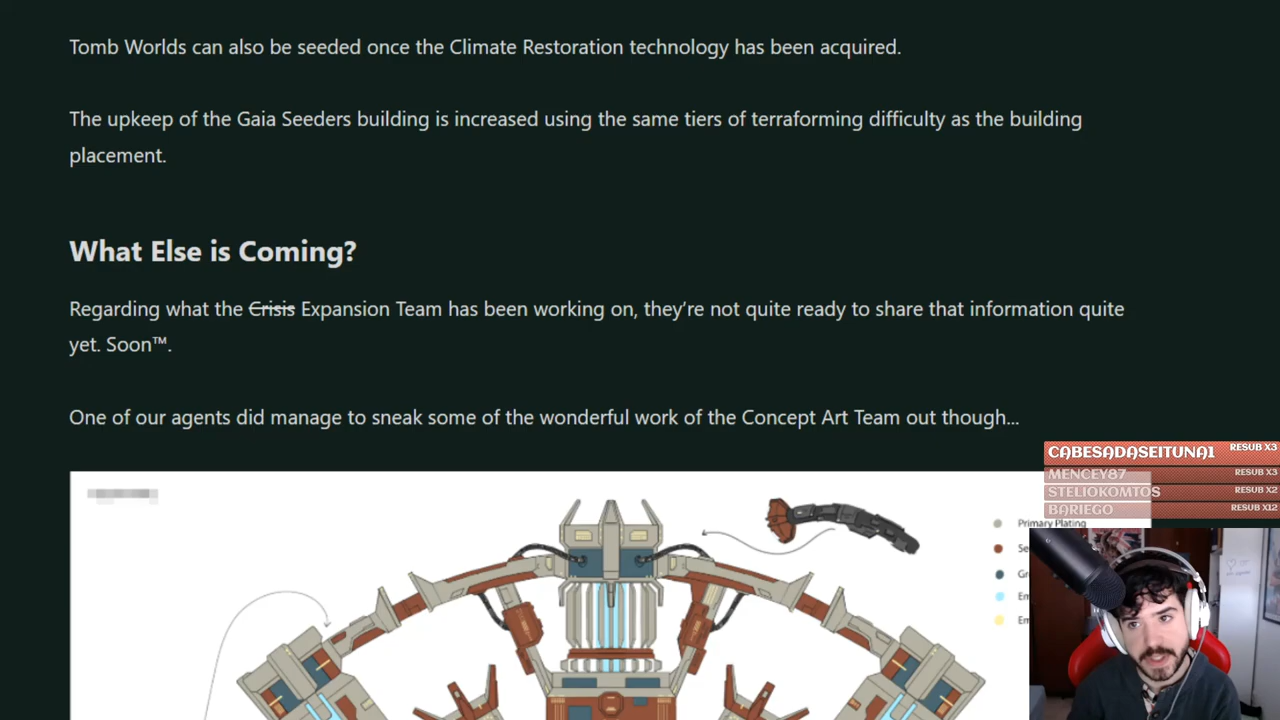 Tomb Worlds can also be seeded once the Climate Restoration technology has been acquired.
The upkeep of the Gaia Seeders building is increased using the same tiers of terraforming difficulty as the building
placement.
What Else is Coming?
Regarding what the Crisis Expansion Team has been working on, they’re not quite ready to share that information quite
yet. Soon™.
One of our agents did manage to sneak some of the wonderful work of the Concept Art Team out though...
CABESADASEITUNA1 RESUB X3
MENCEY87 RESUB X3
STELIOKOMTOS RESUB X2
BARIEGO RESUB X12
Primary Plating